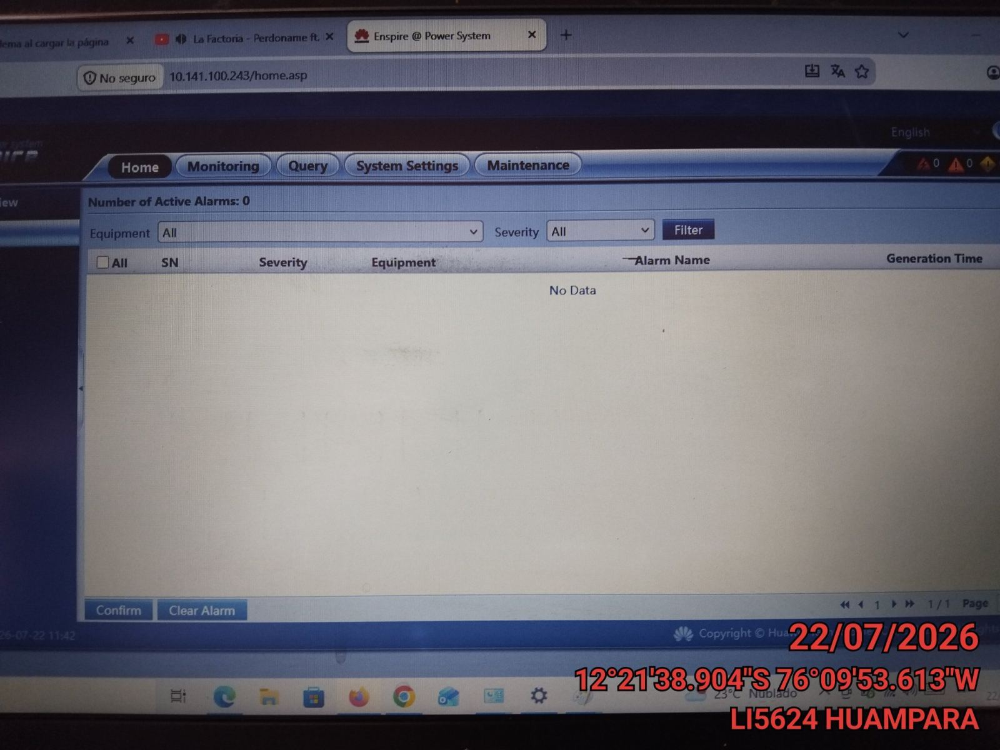 al cargar la página
La Factoria - Perdoname ft.
Enspire @ Power System
No seguro
10.141.100.243/home.asp
English
Home
Monitoring
Query
System Settings
Maintenance
0
0
Number of Active Alarms: 0
Equipment
All
Severity
All
Filter
All
SN
Severity
Equipment
Alarm Name
Generation Time
No Data
Confirm
Clear Alarm
1
1 / 1
Page
26-07-22 11:42
Copyright ©
22/07/2026
12°21'38.904"S 76°09'53.613"W
23°C Nublado
LI5624 HUAMPARA